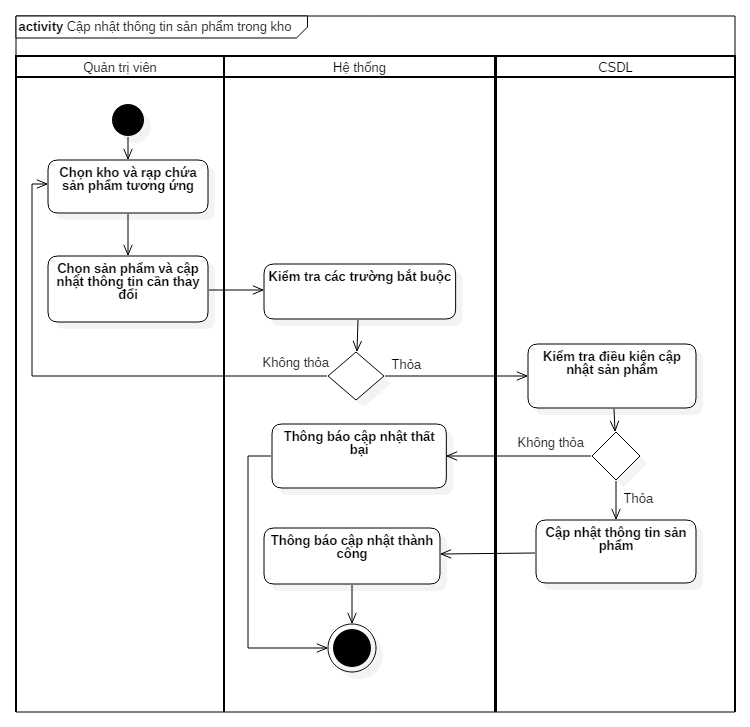 activity Cập nhật thông tin sản phẩm trong kho
Quản trị viên
Hệ thống
CSDL
Chọn kho và rạp chứa
sản phẩm tương ứng
Chọn sản phẩm và cập
nhật thông tin cần thay
đổi
Kiểm tra các trường bắt buộc
Không thỏa
Thỏa
Kiểm tra điều kiện cập
nhật sản phẩm
Thông báo cập nhật thất
bại
Không thỏa
Thỏa
Thông báo cập nhật thành
công
Cập nhật thông tin sản
phẩm